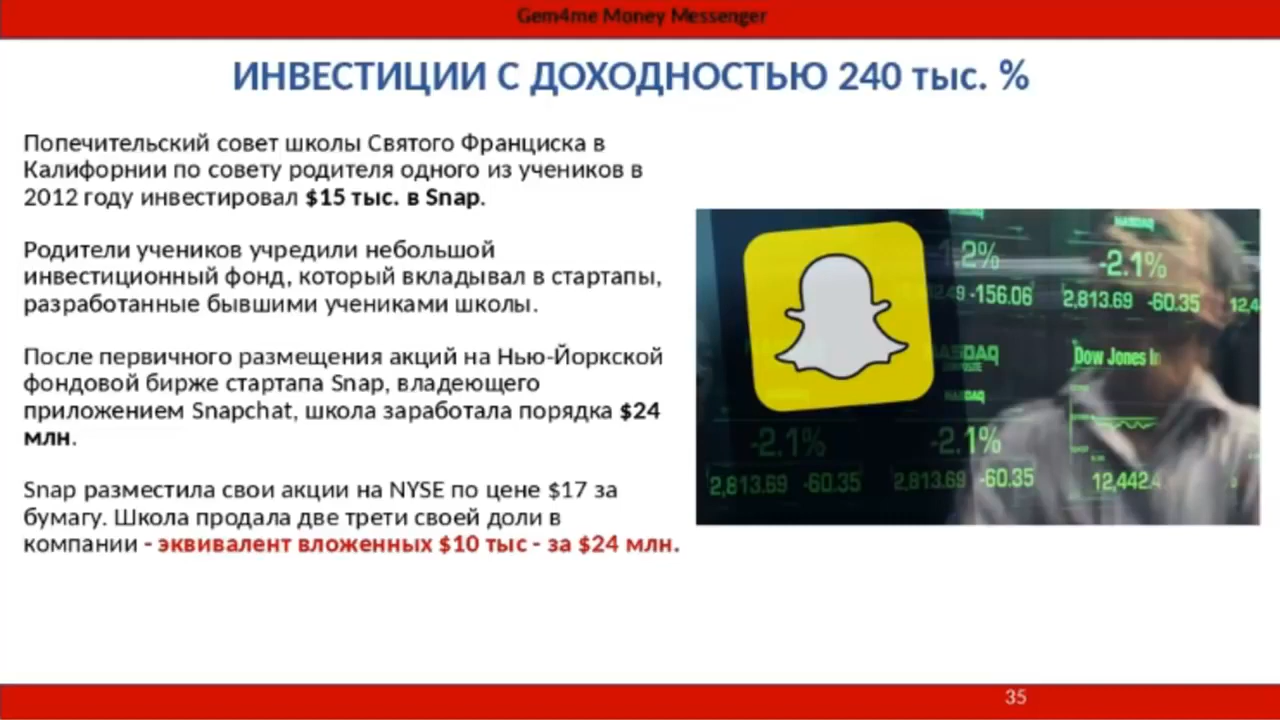 Gem4me Money Messenger
ИНВЕСТИЦИИ С ДОХОДНОСТЬЮ 240 тыс. %
Попечительский совет школы Святого Франциска в
Калифорнии по совету родителя одного из учеников в
2012 году инвестировал $15 тыс. в Snap.
Родители учеников учредили небольшой
инвестиционный фонд, который вкладывал в стартапы,
разработанные бывшими учениками школы.
После первичного размещения акций на Нью-Йоркской
фондовой бирже стартапа Snap, владеющего
приложением Snapchat, школа заработала порядка $24
млн.
Snap разместила свои акции на NYSE по цене $17 за
бумагу. Школа продала две трети своей доли в
компании - эквивалент вложенных $10 тыс - за $24 млн.
NASDAQ
-2.1%
-156.06
2,813.69 -60.35
Dow Jones In
-2.1%
-2.1%
2,813.69 -60.35
2,813.69 -60.35
12,442.4
35